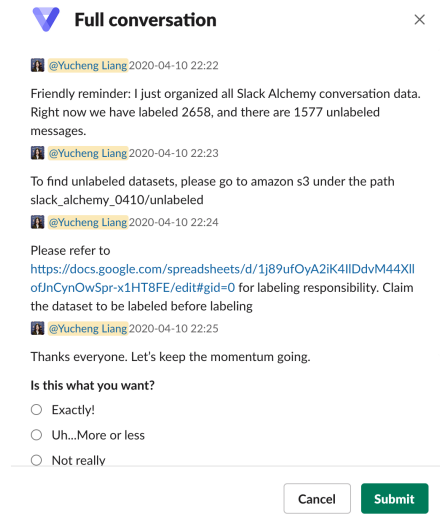 Full conversation
@Yucheng Liang 2020-04-10 22:22
Friendly reminder: I just organized all Slack Alchemy conversation data.
Right now we have labeled 2658, and there are 1577 unlabeled
messages.
@Yucheng Liang 2020-04-10 22:23
To find unlabeled datasets, please go to amazon s3 under the path
slack_alchemy_0410/unlabeled
@Yucheng Liang 2020-04-10 22:24
Please refer to
https://docs.google.com/spreadsheets/d/1j89ufOyA2iK4IlDdvM44XlI
ofJnCynOwSpr-x1HT8FE/edit#gid=0 for labeling responsibility. Claim
the dataset to be labeled before labeling
@Yucheng Liang 2020-04-10 22:25
Thanks everyone. Let's keep the momentum going.
Is this what you want?
Exactly!
Uh...More or less
Not really
Cancel Submit